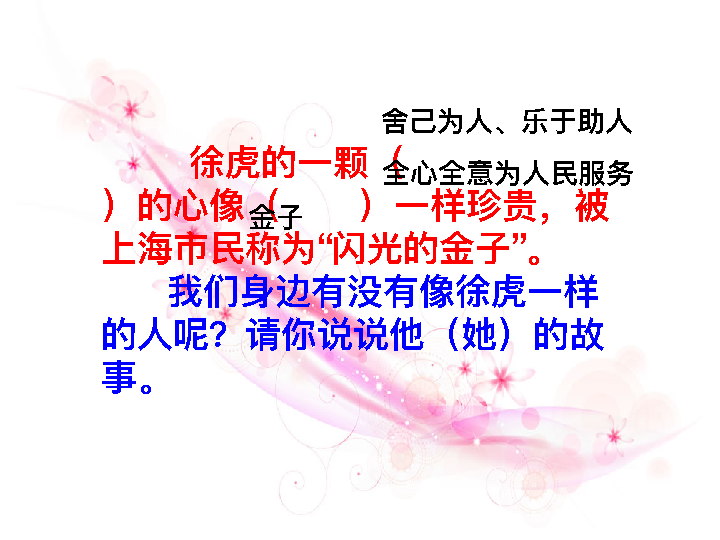 舍己为人、乐于助人
徐虎的一颗（
全心全意为人民服务
）的心像（金子）一样珍贵，被
上海市民称为“闪光的金子”。
我们身边有没有像徐虎一样
的人呢？请你说说他（她）的故
事。